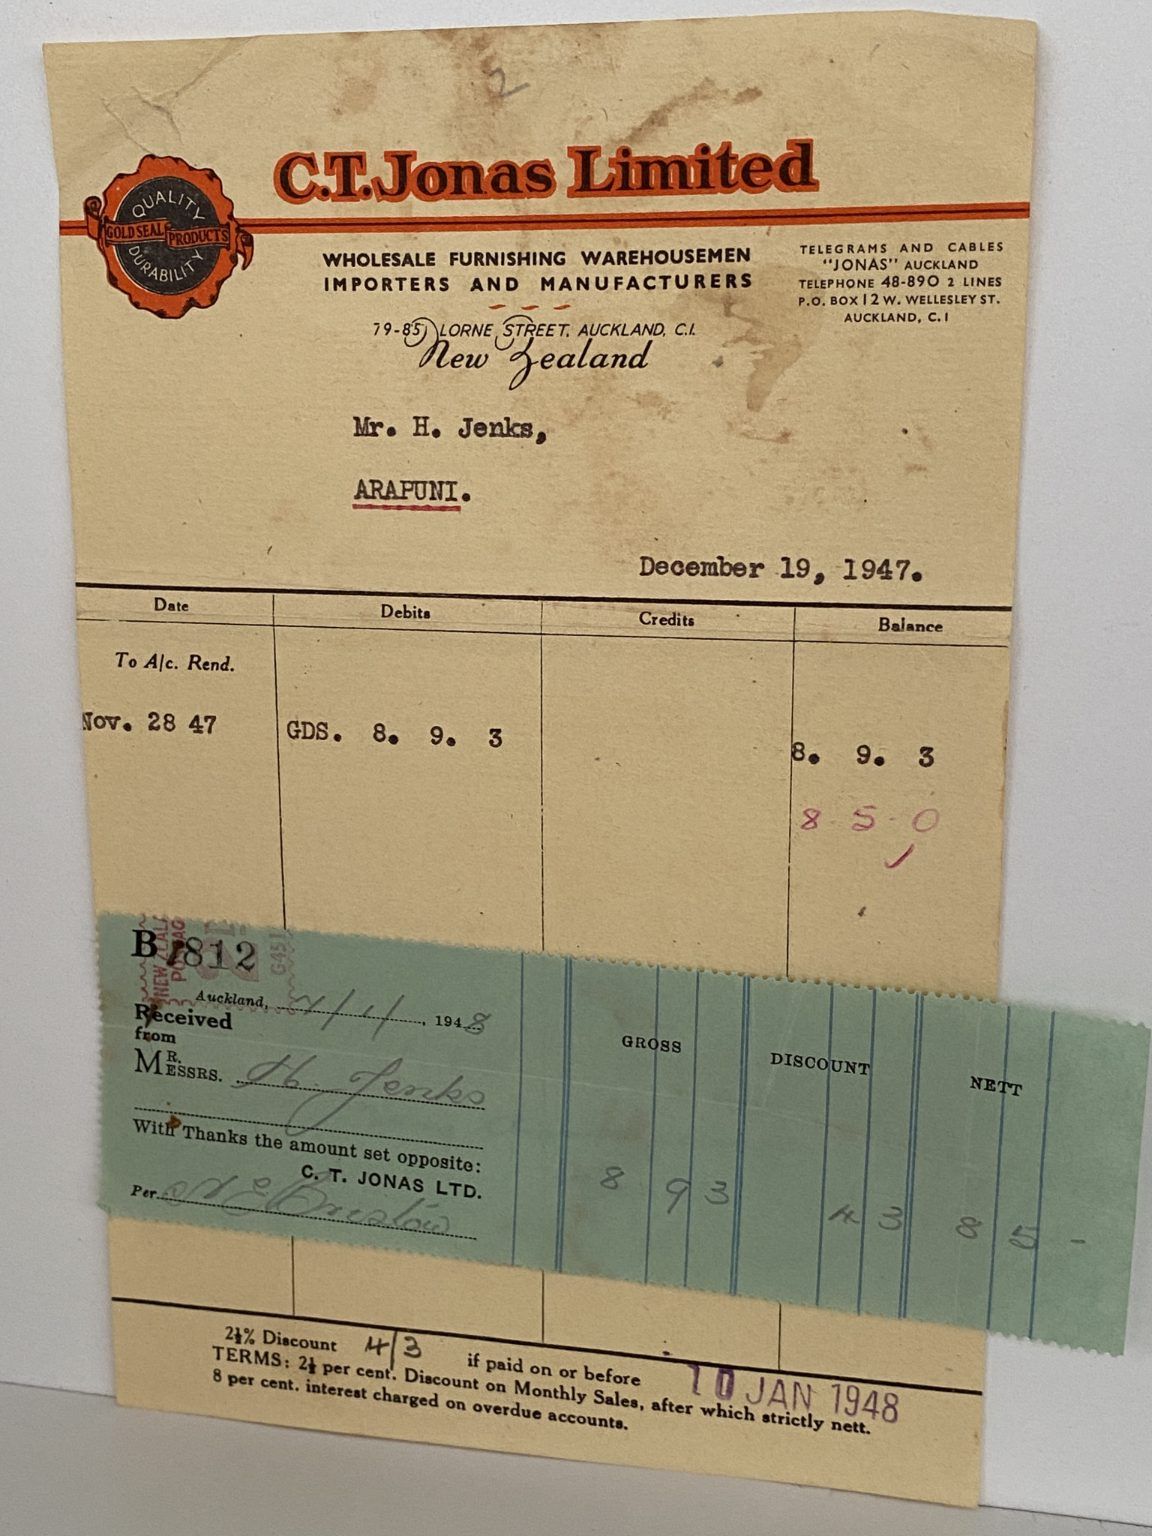 2
C.T. Jonas Limited
QUALITY
GOLD SEAL PRODUCTS
DURABILITY
WHOLESALE FURNISHING WAREHOUSEMEN
IMPORTERS AND MANUFACTURERS
TELEGRAMS AND CABLES
"JONAS" AUCKLAND
TELEPHONE 48-890 2 LINES
P.O. BOX 12 W. WELLESLEY ST.
AUCKLAND, C.1
79-85, LORNE STREET, AUCKLAND, C.1.
New Zealand
Mr. H. Jenks,
ARAPUNI.
December 19, 1947.
Date Debits Credits Balance
To A/c. Rend.
Nov. 28 47 GDS. 8. 9. 3 8. 9. 3
8 5 0
NEW ZEALAND
G451
B 1812
Auckland, 1948
Received
from
MR.
MESSRS. H. Jenks
With Thanks the amount set opposite:
C. T. JONAS LTD.
Per
GROSS DISCOUNT NETT
8 9 3 4 3 8 5 -
2½% Discount 4/3 if paid on or before 10 JAN 1948
TERMS: 2½ per cent. Discount on Monthly Sales, after which strictly nett.
8 per cent. interest charged on overdue accounts.